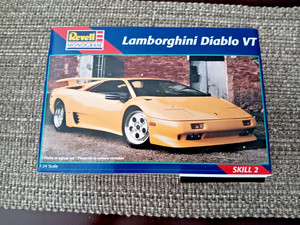 Revell
MONOGRAM
Lamborghini Diablo VT
1:24 Scale
SKILL 2